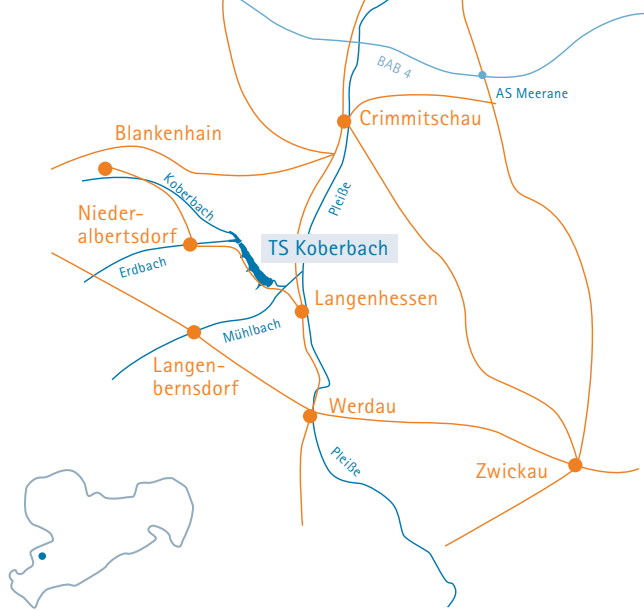 BAB 4
AS Meerane
Crimmitschau
Blankenhain
Koberbach
Pleiße
Nieder-
albertsdorf
TS Koberbach
Erdbach
Langenhessen
Mühlbach
Langen-
bernsdorf
Werdau
Pleiße
Zwickau